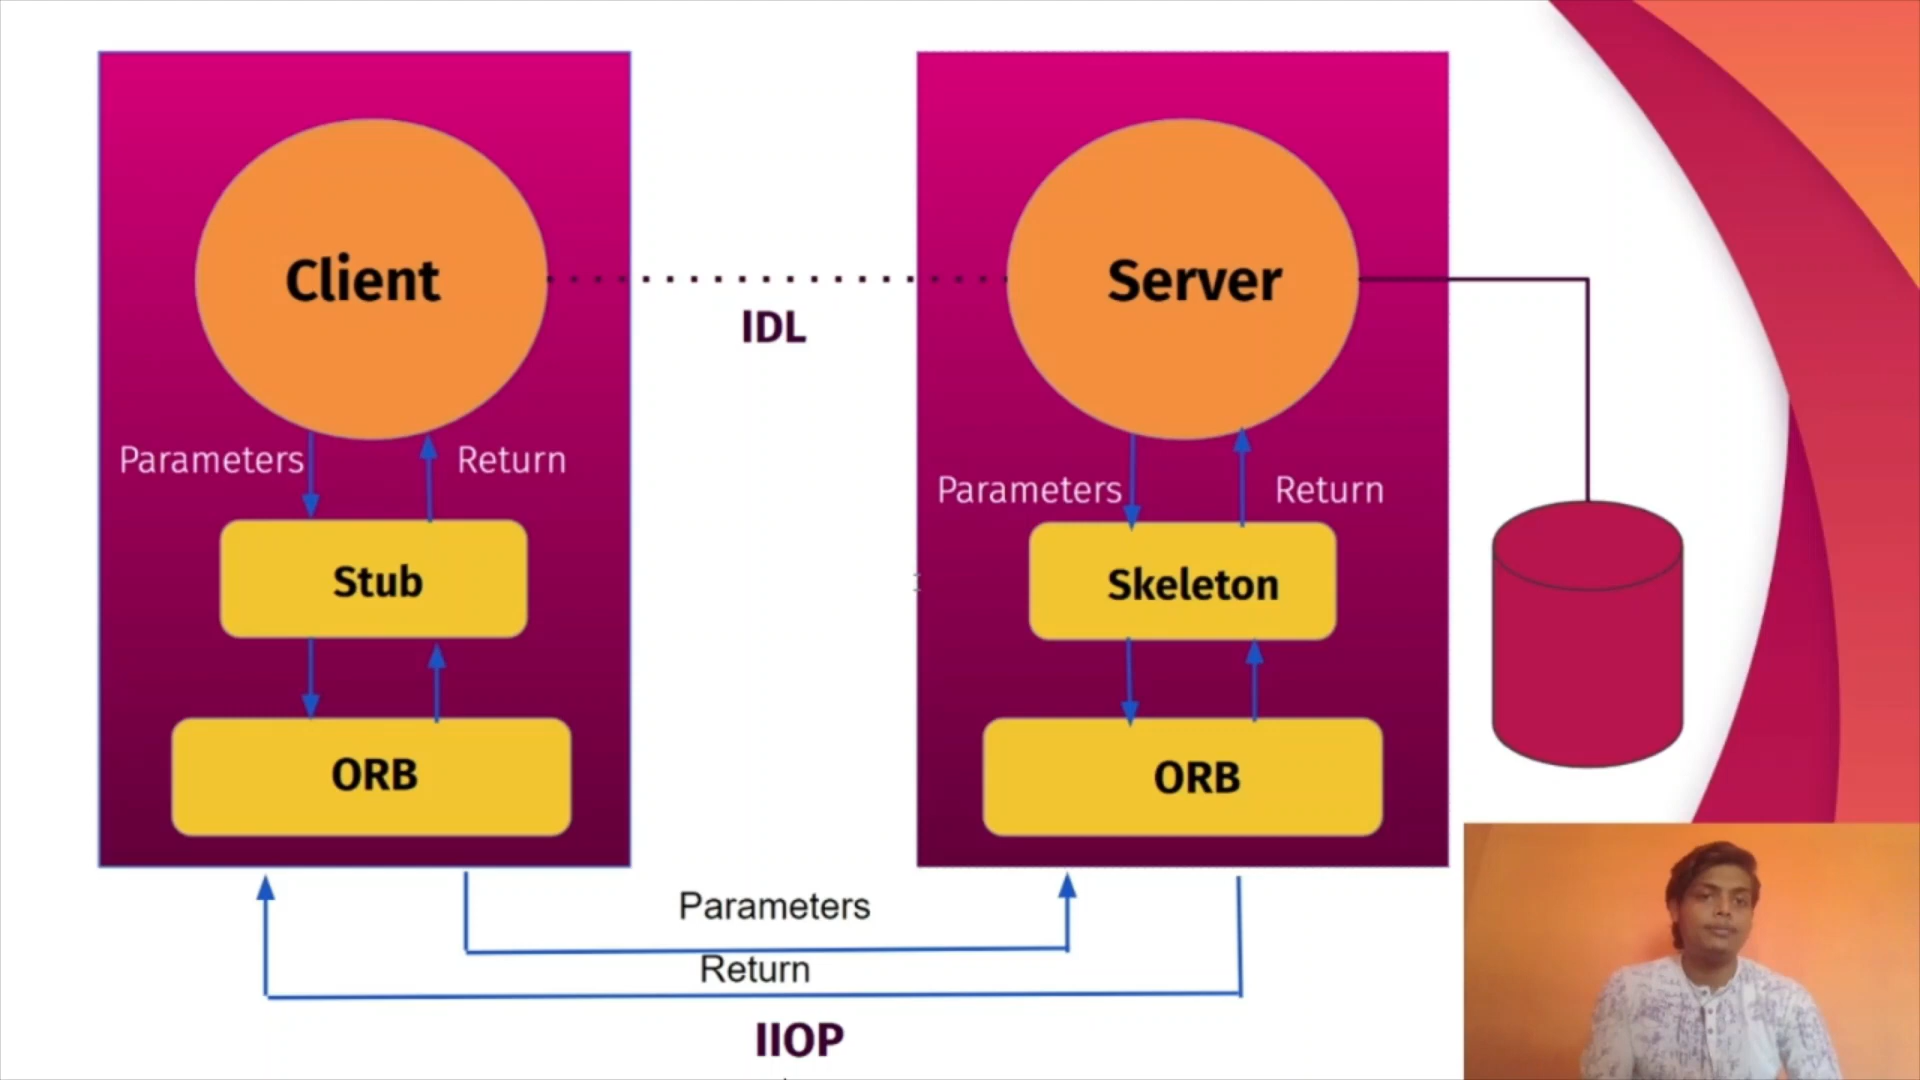 Client
Server
IDL
Parameters
Return
Parameters
Return
Stub
Skeleton
ORB
ORB
Parameters
Return
IIOP